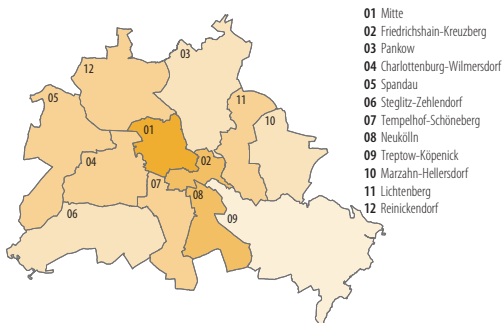 01 Mitte
02 Friedrichshain-Kreuzberg
03 Pankow
04 Charlottenburg-Wilmersdorf
05 Spandau
06 Steglitz-Zehlendorf
07 Tempelhof-Schöneberg
08 Neukölln
09 Treptow-Köpenick
10 Marzahn-Hellersdorf
11 Lichtenberg
12 Reinickendorf
03
12
05
11
10
01
02
04
07
08
06
09